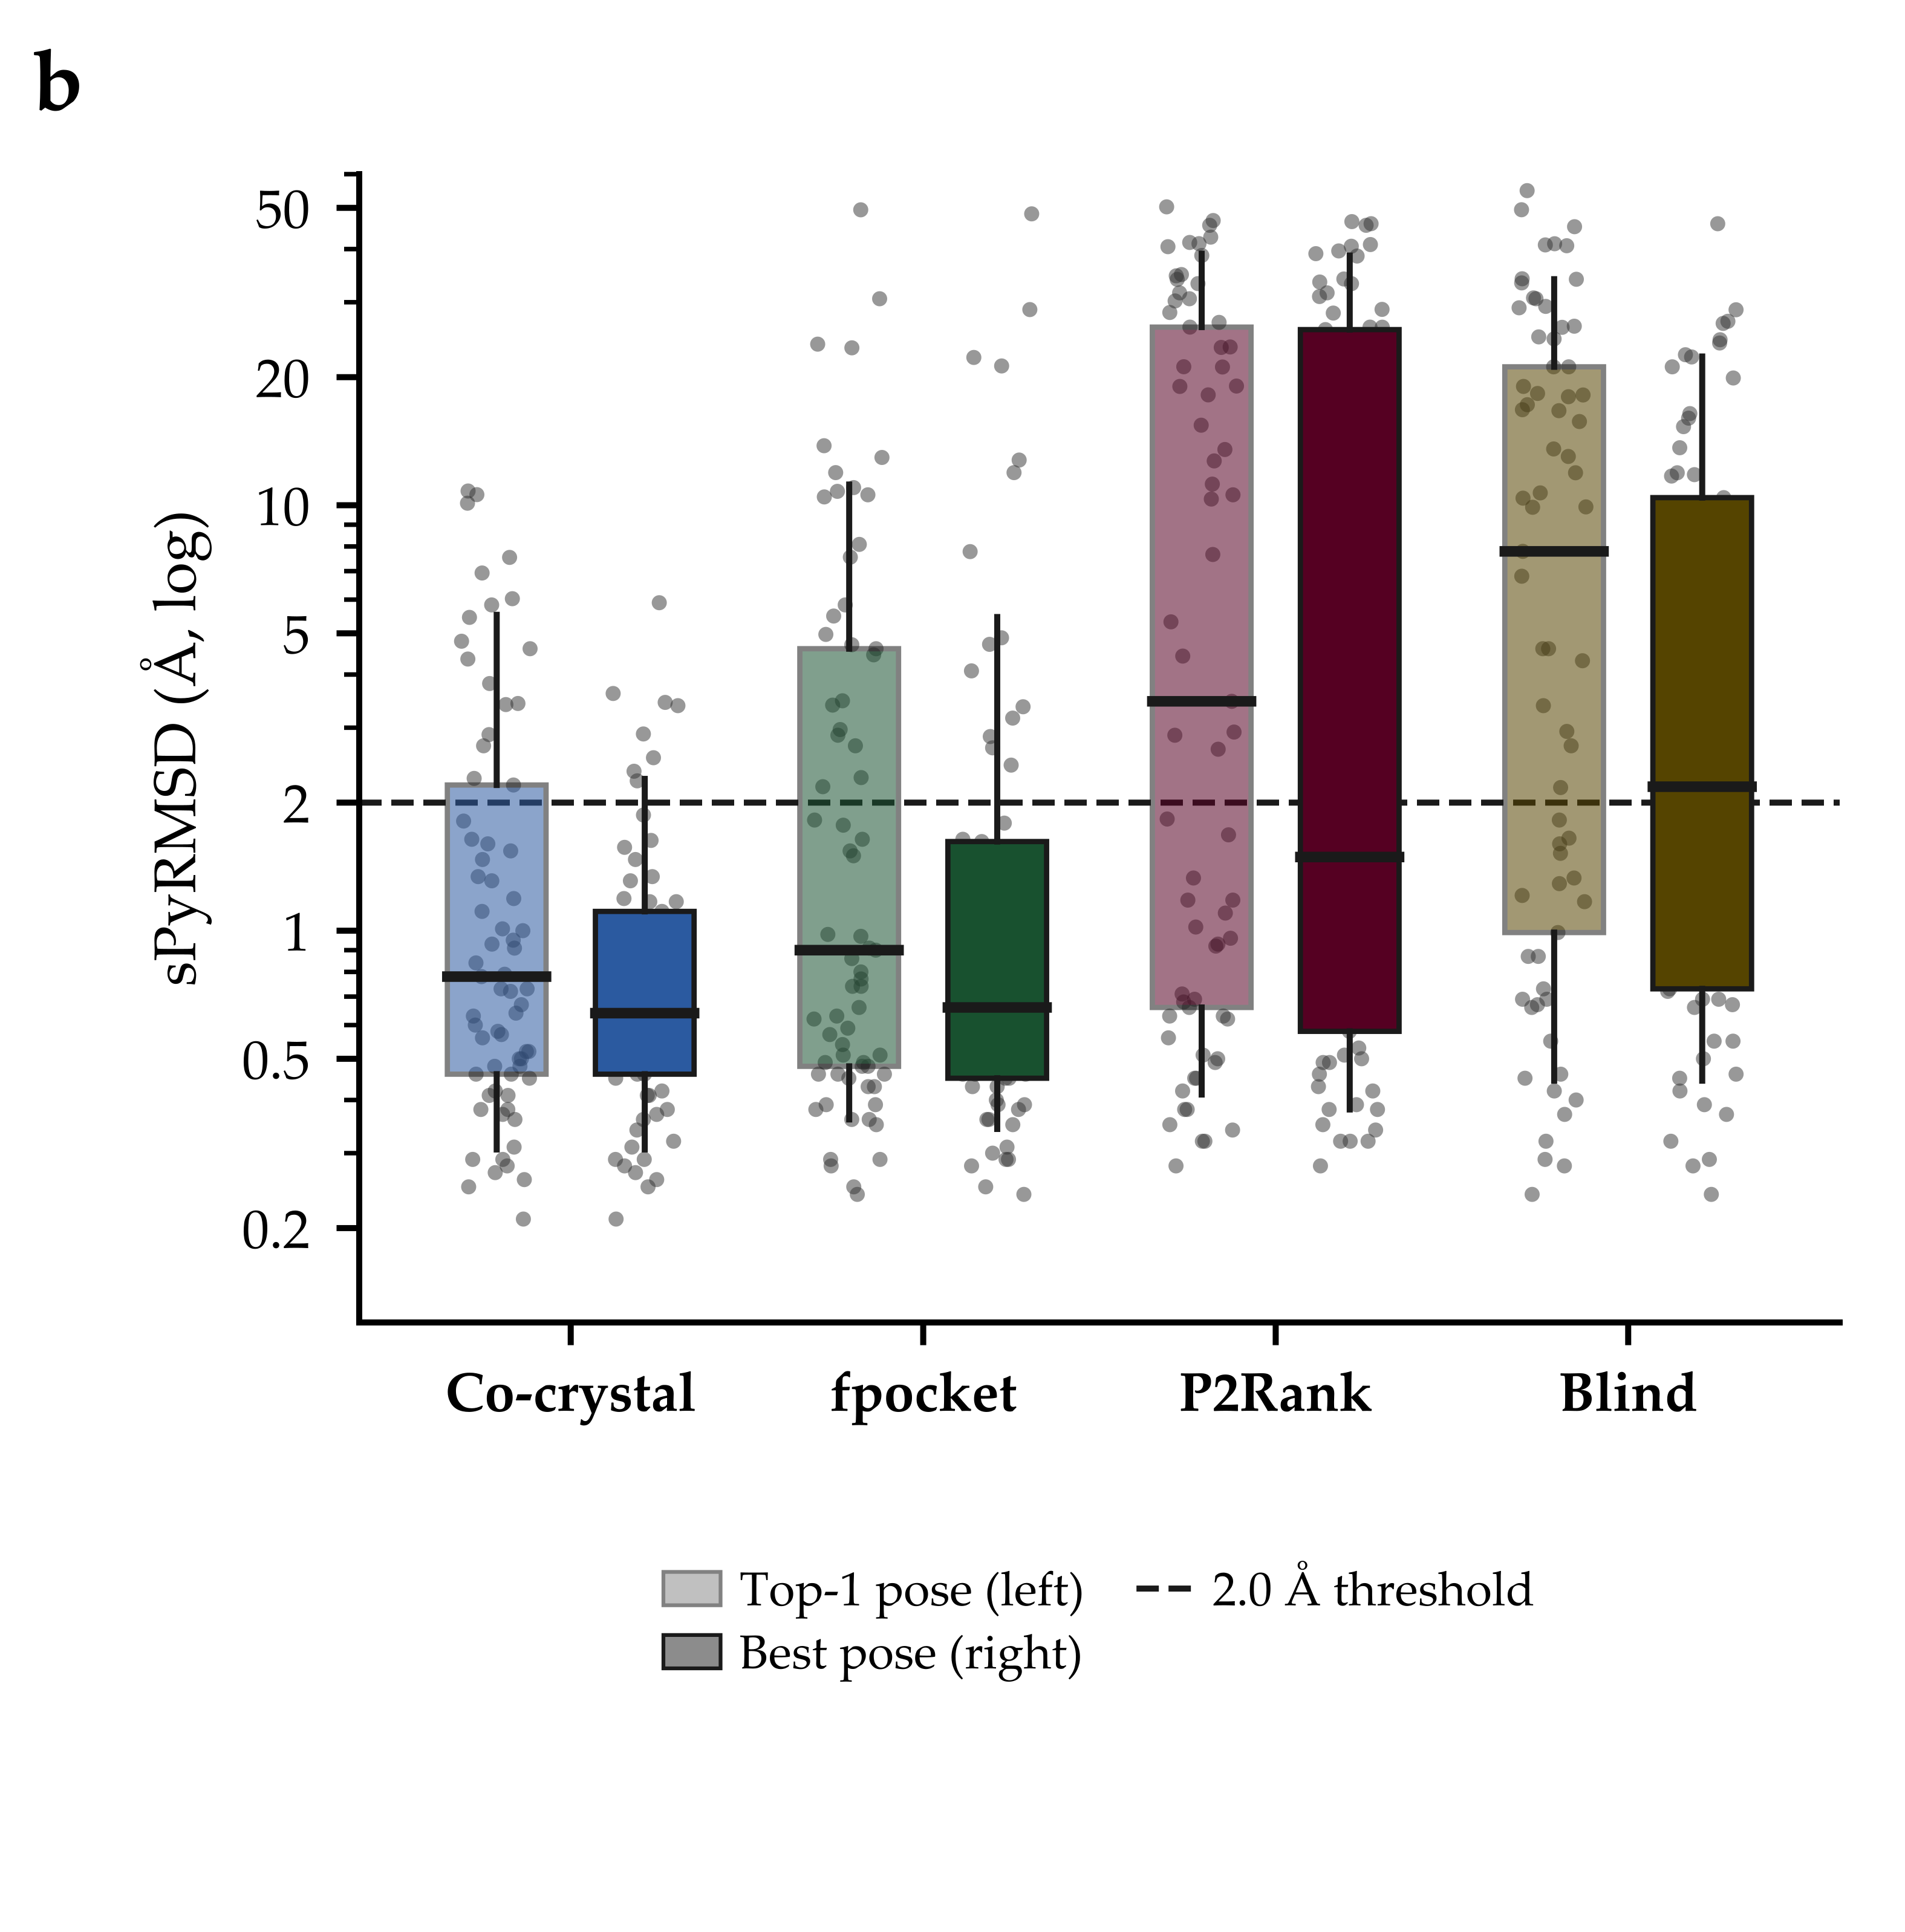 b
sPyRMSD (Å, log)
50
20
10
5
2
1
0.5
0.2
Co-crystal
fpocket
P2Rank
Blind
Top-1 pose (left)
Best pose (right)
2.0 Å threshold